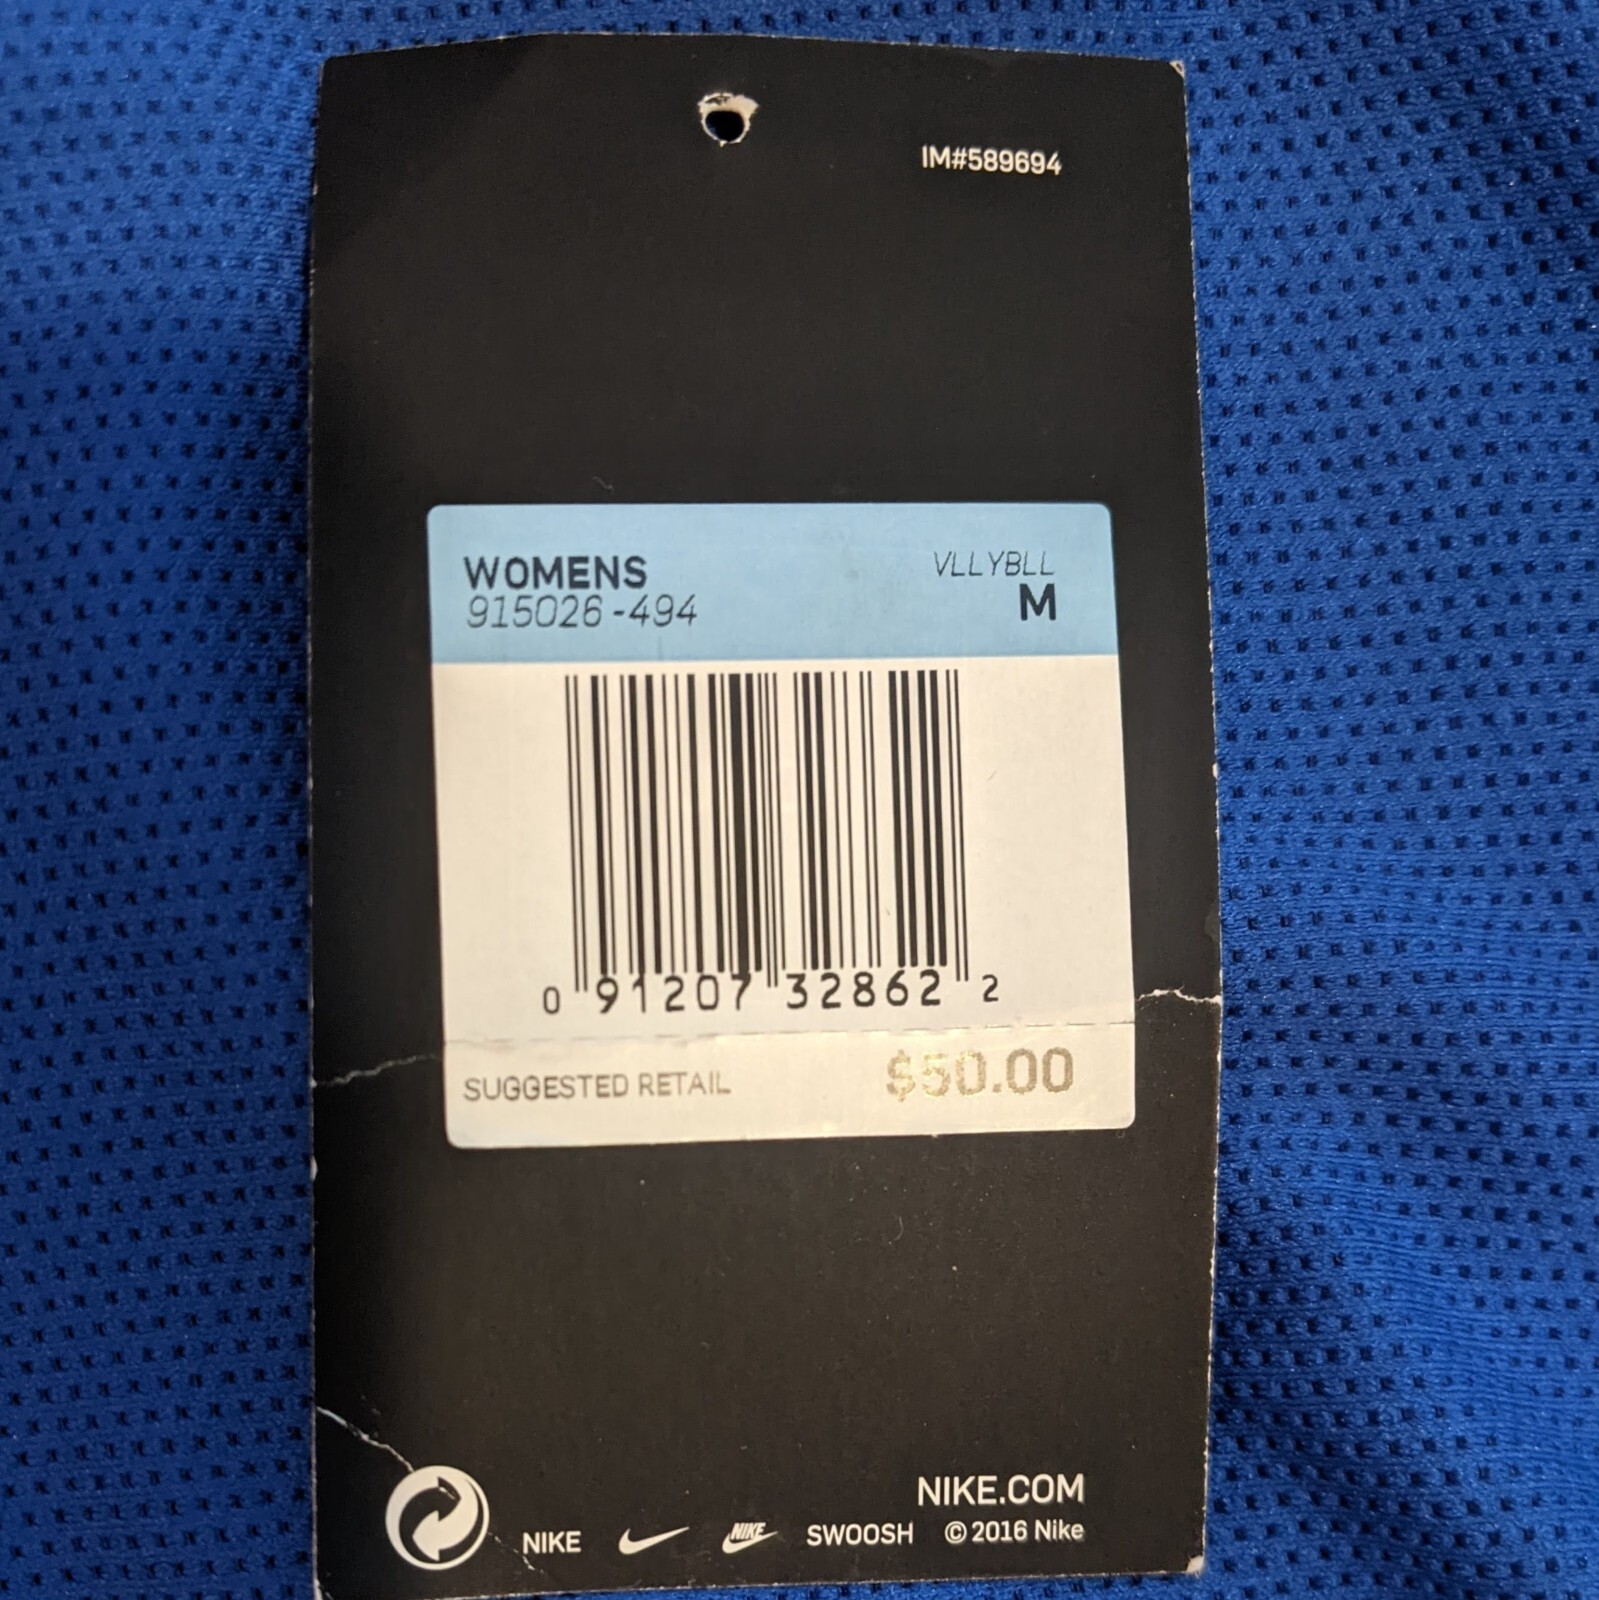 IM#589694
WOMENS VLLYBLL
915026-494 M
0 91207 32862 2
SUGGESTED RETAIL $50.00
NIKE.COM
NIKE NIKE SWOOSH © 2016 Nike